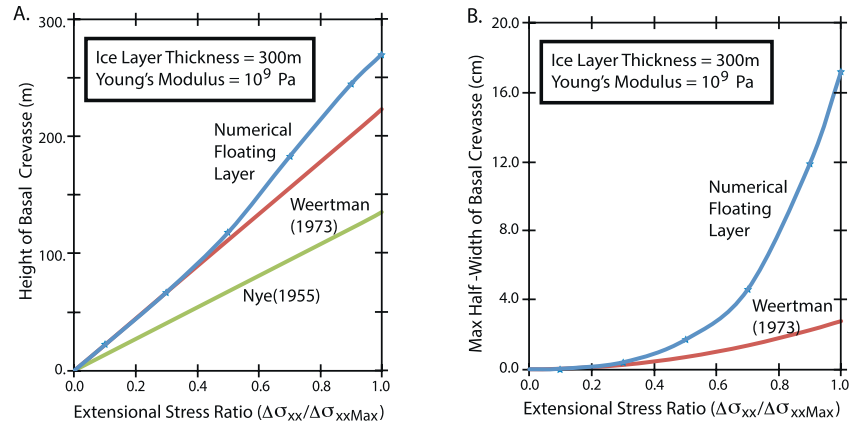 A.
300.
200.
100.
0.
0.0
0.2
0.4
0.6
0.8
1.0
Height of Basal Crevasse (m)
Extensional Stress Ratio (Δσxx/ΔσxxMax)
Ice Layer Thickness = 300m
Young's Modulus = 10⁹ Pa
Numerical
Floating
Layer
Weertman
(1973)
Nye(1955)
B.
20.0
16.0
12.0
8.0
4.0
0.0
0.0
0.2
0.4
0.6
0.8
1.0
Max Half -Width of Basal Crevasse (cm)
Extensional Stress Ratio (Δσxx/ΔσxxMax)
Ice Layer Thickness = 300m
Young's Modulus = 10⁹ Pa
Numerical
Floating
Layer
Weertman
(1973)